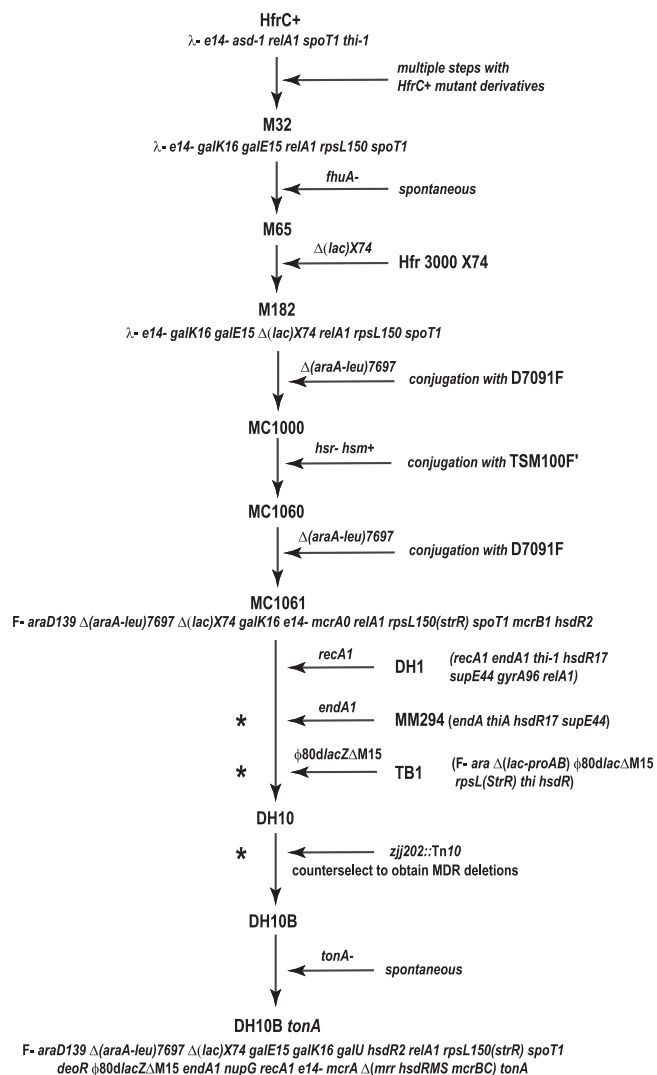 HfrC+
λ- e14- asd-1 relA1 spoT1 thi-1
multiple steps with
HfrC+ mutant derivatives
M32
λ- e14- galK16 galE15 relA1 rpsL150 spoT1
fhuA-
spontaneous
M65
Δ(lac)X74
Hfr 3000 X74
M182
λ- e14- galK16 galE15 Δ(lac)X74 relA1 rpsL150 spoT1
Δ(araA-leu)7697
conjugation with D7091F
MC1000
hsr- hsm+
conjugation with TSM100F'
MC1060
Δ(araA-leu)7697
conjugation with D7091F
MC1061
F- araD139 Δ(araA-leu)7697 Δ(lac)X74 galK16 e14- mcrA0 relA1 rpsL150(strR) spoT1 mcrB1 hsdR2
recA1
DH1 (recA1 endA1 thi-1 hsdR17
supE44 gyrA96 relA1)
endA1
* MM294 (endA thiA hsdR17 supE44)
ϕ80dlacZΔM15
* TB1 (F- ara Δ(lac-proAB) ϕ80dlacΔM15
rpsL(StrR) thi hsdR)
DH10
* zjj202::Tn10
counterselect to obtain MDR deletions
DH10B
tonA-
spontaneous
DH10B tonA
F- araD139 Δ(araA-leu)7697 Δ(lac)X74 galE15 galK16 galU hsdR2 relA1 rpsL150(strR) spoT1
deoR ϕ80dlacZΔM15 endA1 nupG recA1 e14- mcrA Δ(mrr hsdRMS mcrBC) tonA